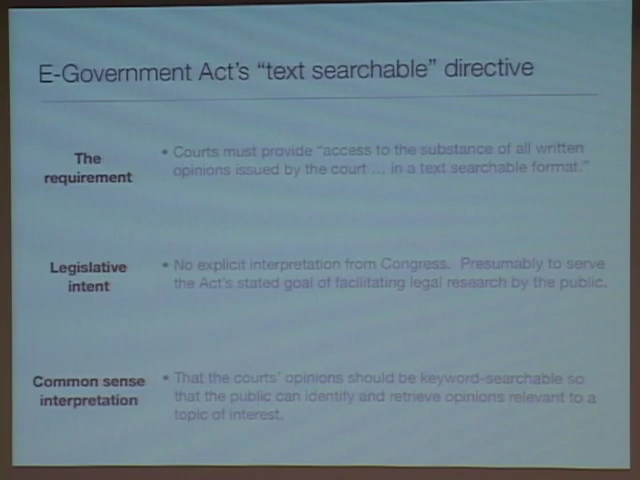 E-Government Act's "text searchable" directive
The
requirement
• Courts must provide "access to the substance of all written
opinions issued by the court ... in a text searchable format."
Legislative
intent
• No explicit interpretation from Congress. Presumably to serve
the Act's stated goal of facilitating legal research by the public.
Common sense
interpretation
• That the courts' opinions should be keyword-searchable so
that the public can identify and retrieve opinions relevant to a
topic of interest.